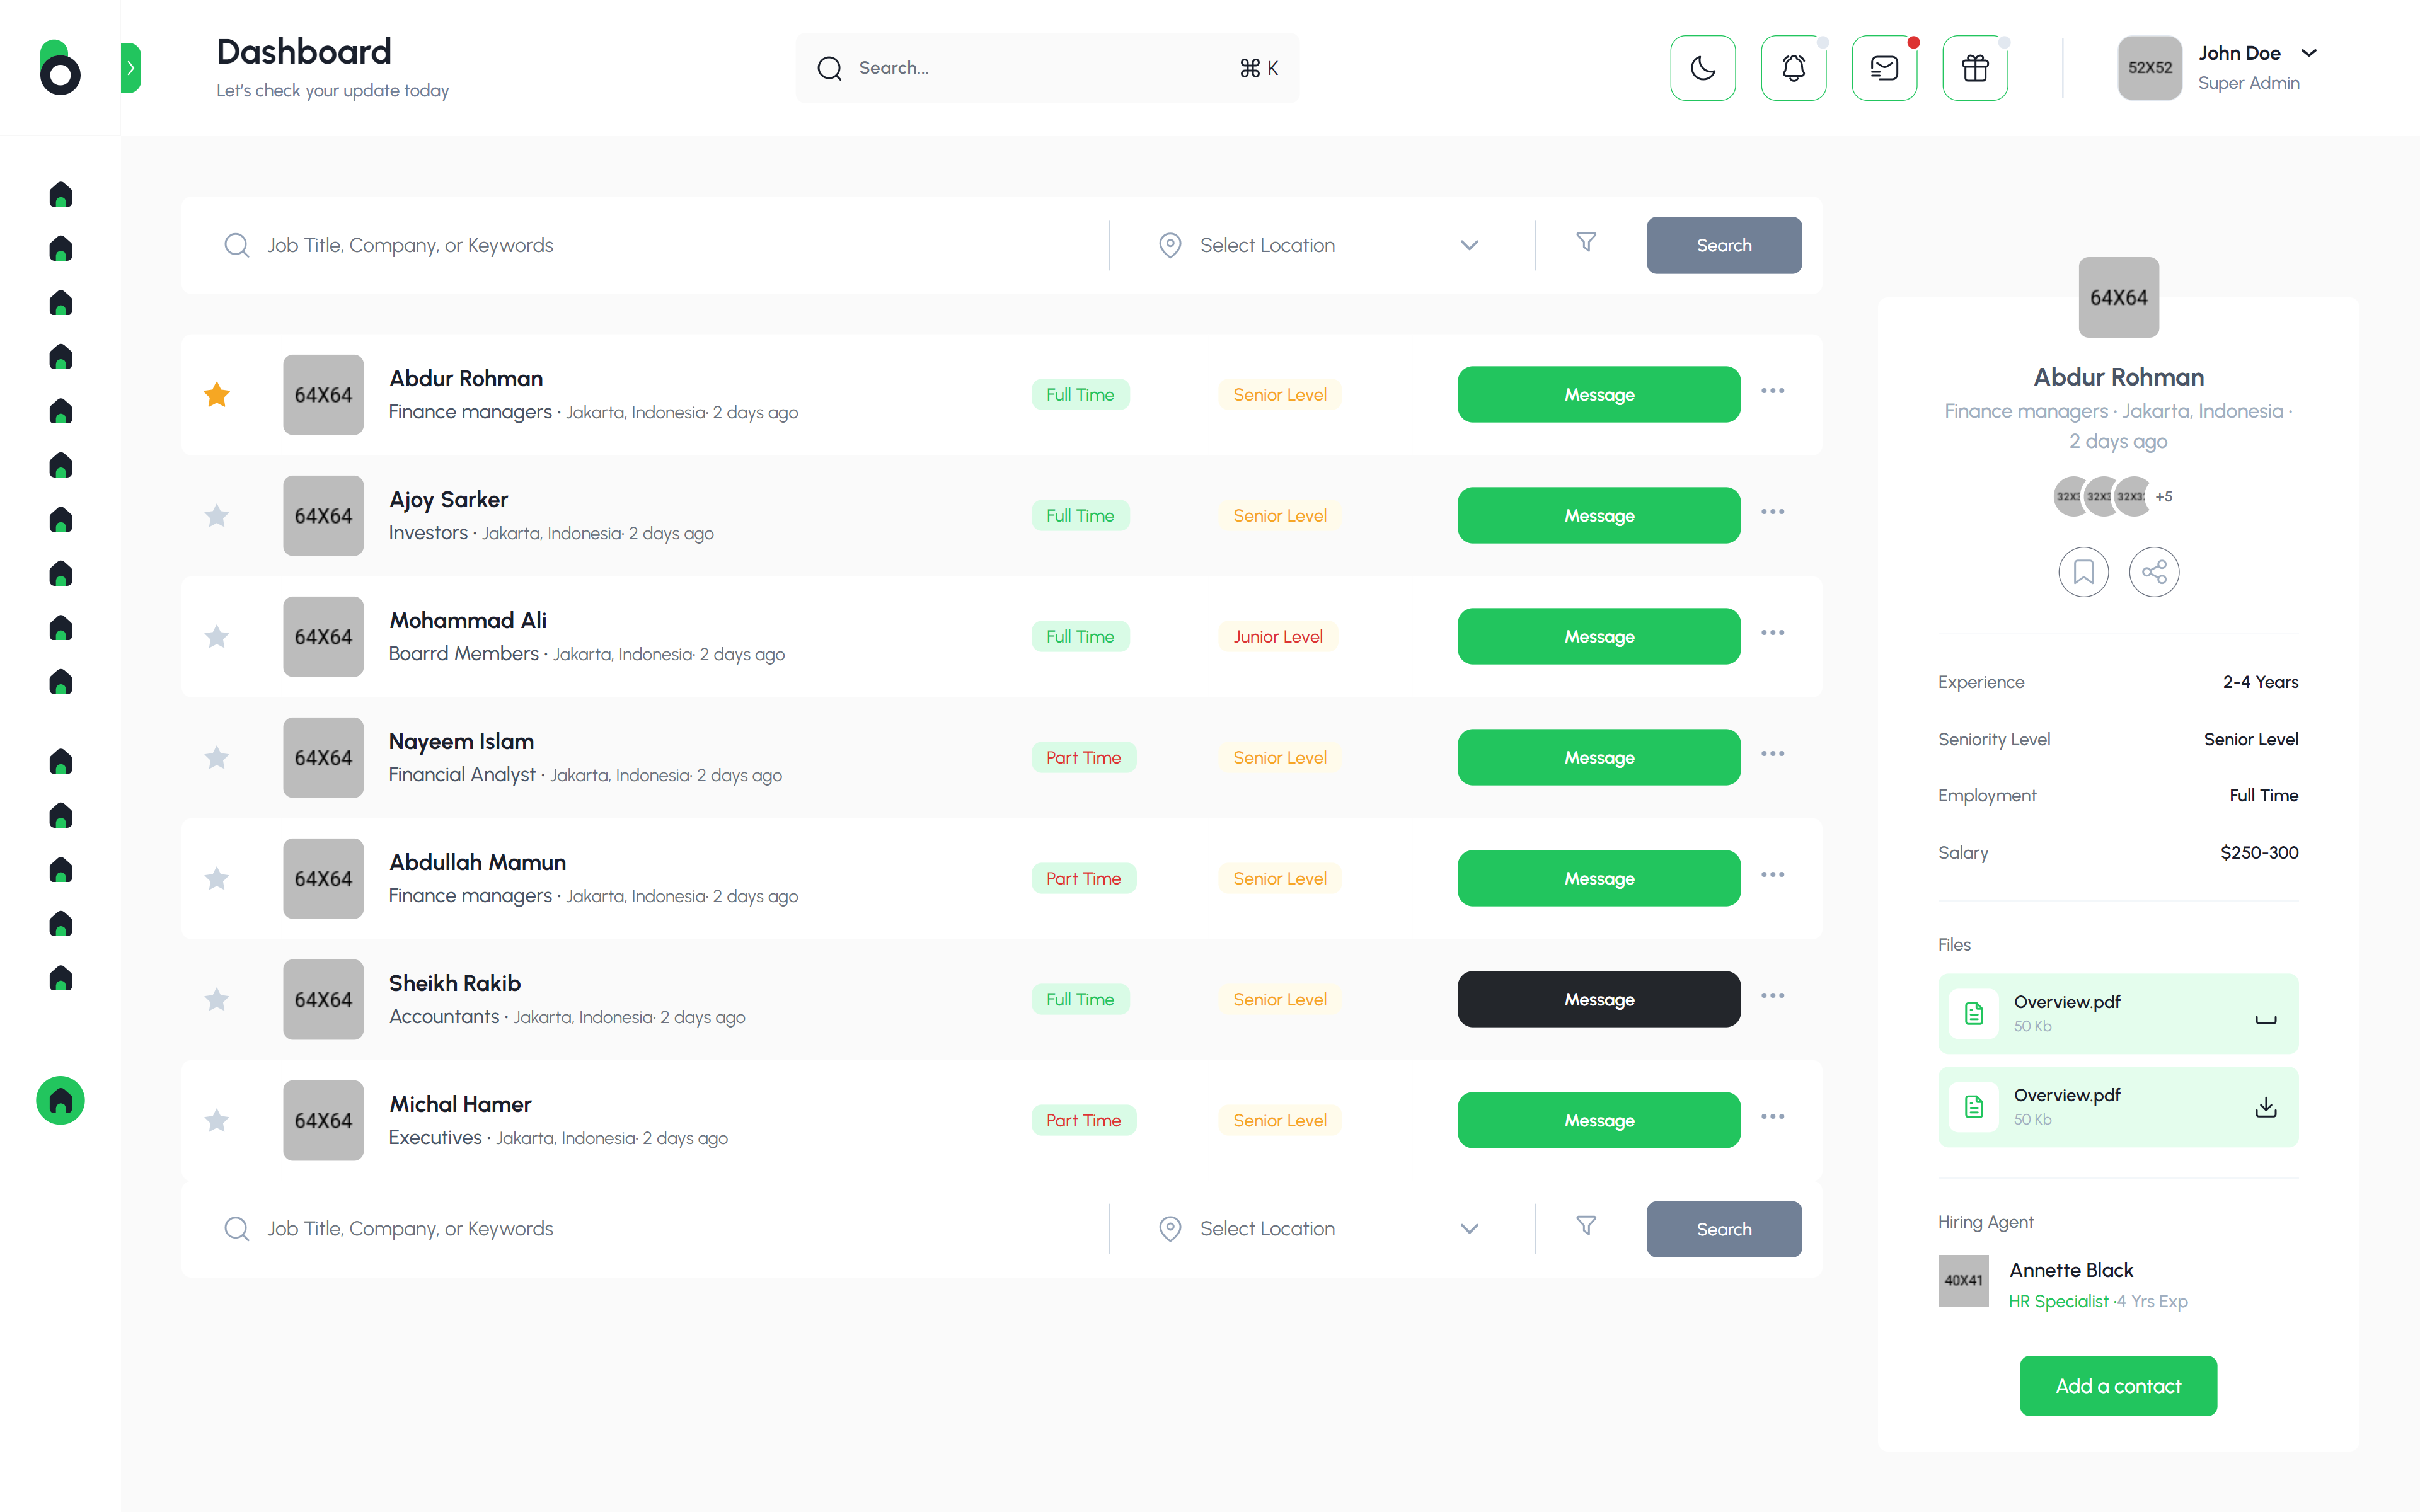 Dashboard
Let's check your update today
Search...
⌘ K
52X52
John Doe
Super Admin
Job Title, Company, or Keywords
Select Location
Search
64X64
Abdur Rohman
Finance managers · Jakarta, Indonesia· 2 days ago
Full Time
Senior Level
Message
64X64
Ajoy Sarker
Investors · Jakarta, Indonesia· 2 days ago
Full Time
Senior Level
Message
64X64
Mohammad Ali
Boarrd Members · Jakarta, Indonesia· 2 days ago
Full Time
Junior Level
Message
64X64
Nayeem Islam
Financial Analyst · Jakarta, Indonesia· 2 days ago
Part Time
Senior Level
Message
64X64
Abdullah Mamun
Finance managers · Jakarta, Indonesia· 2 days ago
Part Time
Senior Level
Message
64X64
Sheikh Rakib
Accountants · Jakarta, Indonesia· 2 days ago
Full Time
Senior Level
Message
64X64
Michal Hamer
Executives · Jakarta, Indonesia· 2 days ago
Part Time
Senior Level
Message
Job Title, Company, or Keywords
Select Location
Search
64X64
Abdur Rohman
Finance managers · Jakarta, Indonesia ·
2 days ago
+5
Experience
2-4 Years
Seniority Level
Senior Level
Employment
Full Time
Salary
$250-300
Files
Overview.pdf
50 Kb
Overview.pdf
50 Kb
Hiring Agent
40X41
Annette Black
HR Specialist ·4 Yrs Exp
Add a contact